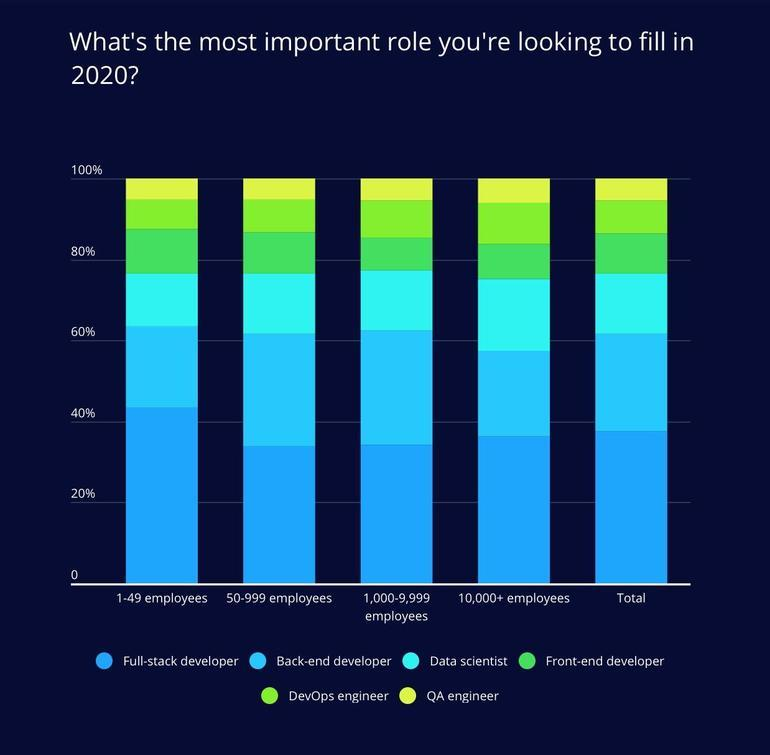 What's the most important role you're looking to fill in
2020?
100%
80%
60%
40%
20%
0
1-49 employees
50-999 employees
1,000-9,999
employees
10,000+ employees
Total
Full-stack developer
Back-end developer
Data scientist
Front-end developer
DevOps engineer
QA engineer